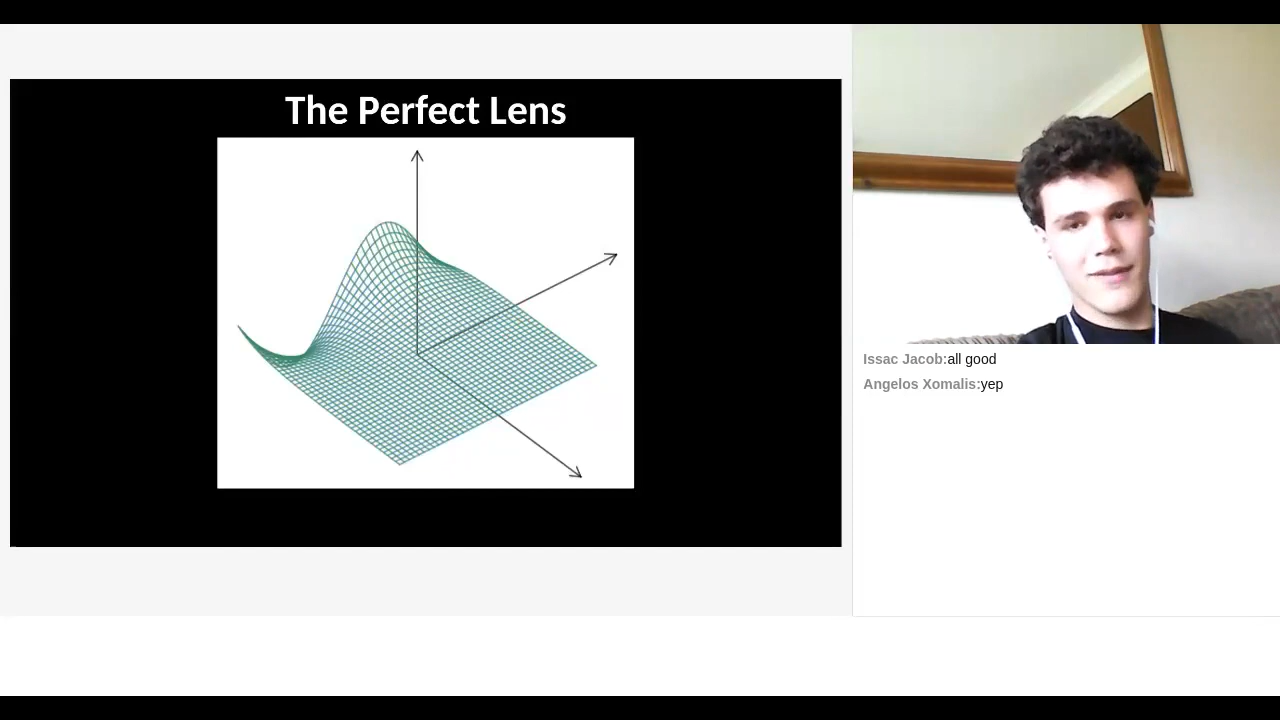 The Perfect Lens
Issac Jacob:all good
Angelos Xomalis:yep